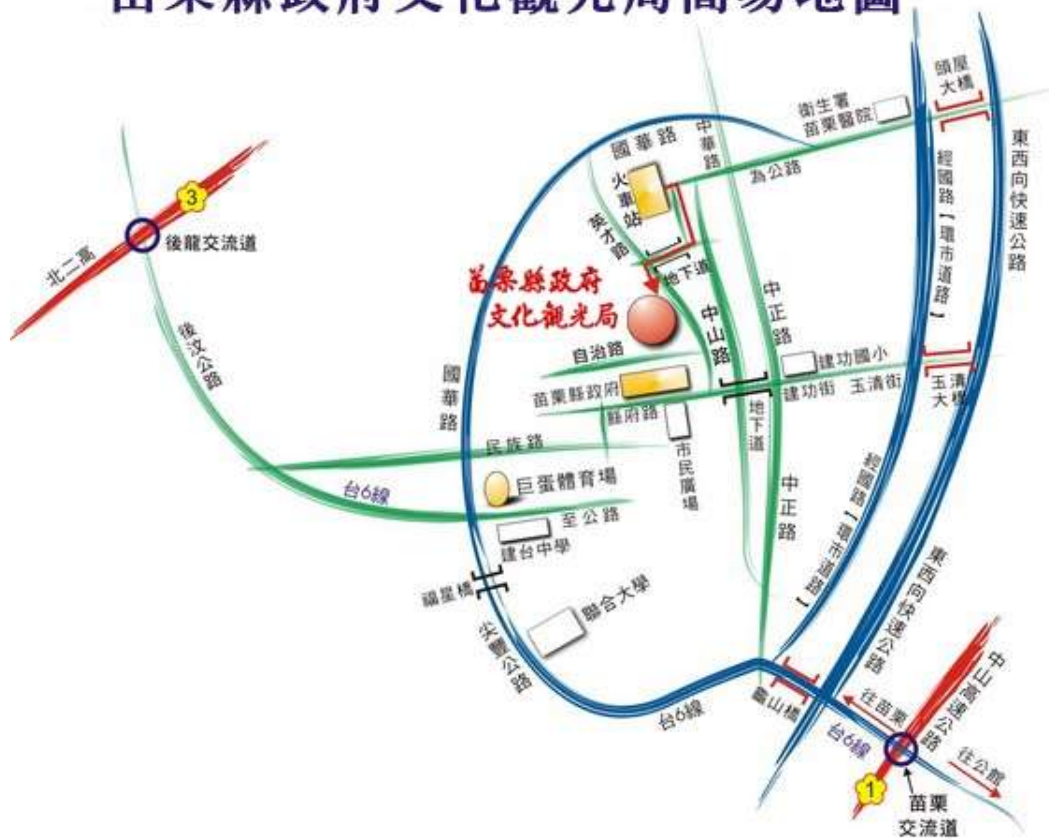 苗栗縣政府文化觀光局簡易地圖
頭屋
大橋
衛生署
苗栗醫院
國華路
中華路
為公路
火車站
經國路【環市道路】
東西向快速公路
3
後龍交流道
北二高
英才路
地下道
苗栗縣政府
文化觀光局
中山路
中正路
後汶公路
自治路
建功國小
國華路
苗栗縣政府
建功街
玉清街
玉清
大橋
縣府路
地下道
民族路
市民廣場
台6線
巨蛋體育場
至公路
中正路
經國路【環市道路】
建台中學
福星橋
聯合大學
東西向快速公路
尖豐公路
中山高速公路
龜山橋
往苗栗
台6線
台6線
往公館
1
苗栗
交流道